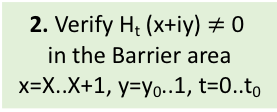 2. Verify Hₜ (x+iy) ≠ 0
in the Barrier area
x=X..X+1, y=y₀..1, t=0..t₀